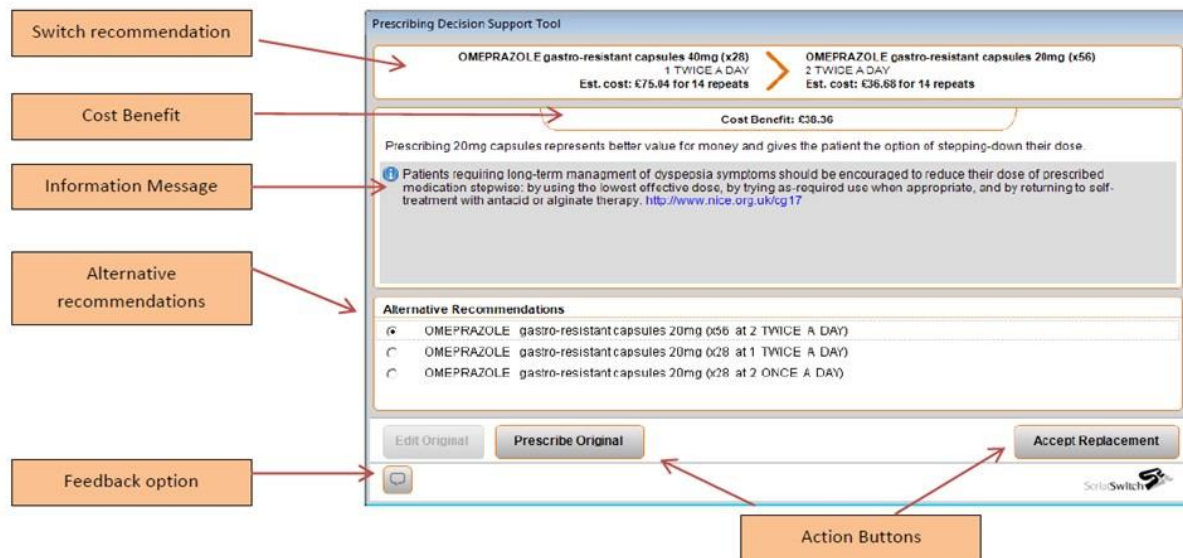 Switch recommendation
Cost Benefit
Information Message
Alternative
recommendations
Feedback option
Action Buttons
Prescribing Decision Support Tool
OMEPRAZOLE gastro-resistant capsules 40mg (x28)
1 TWICE A DAY
Est. cost: £75.04 for 14 repeats
OMEPRAZOLE gastro-resistant capsules 20mg (x56)
2 TWICE A DAY
Est. cost: £36.68 for 14 repeats
Cost Benefit: £38.36
Prescribing 20mg capsules represents better value for money and gives the patient the option of stepping-down their dose.
Patients requiring long-term managment of dyspepsia symptoms should be encouraged to reduce their dose of prescribed
medication stepwise: by using the lowest effective dose, by trying as-required use when appropriate, and by returning to self-
treatment with antacid or alginate therapy. http://www.nice.org.uk/cg17
Alternative Recommendations
OMEPRAZOLE gastro-resistant capsules 20mg (x56 at 2 TWICE A DAY)
OMEPRAZOLE gastro-resistant capsules 20mg (x28 at 1 TWICE A DAY)
OMEPRAZOLE gastro-resistant capsules 20mg (x28 at 2 ONCE A DAY)
Edit Original
Prescribe Original
Accept Replacement
ScriptSwitch